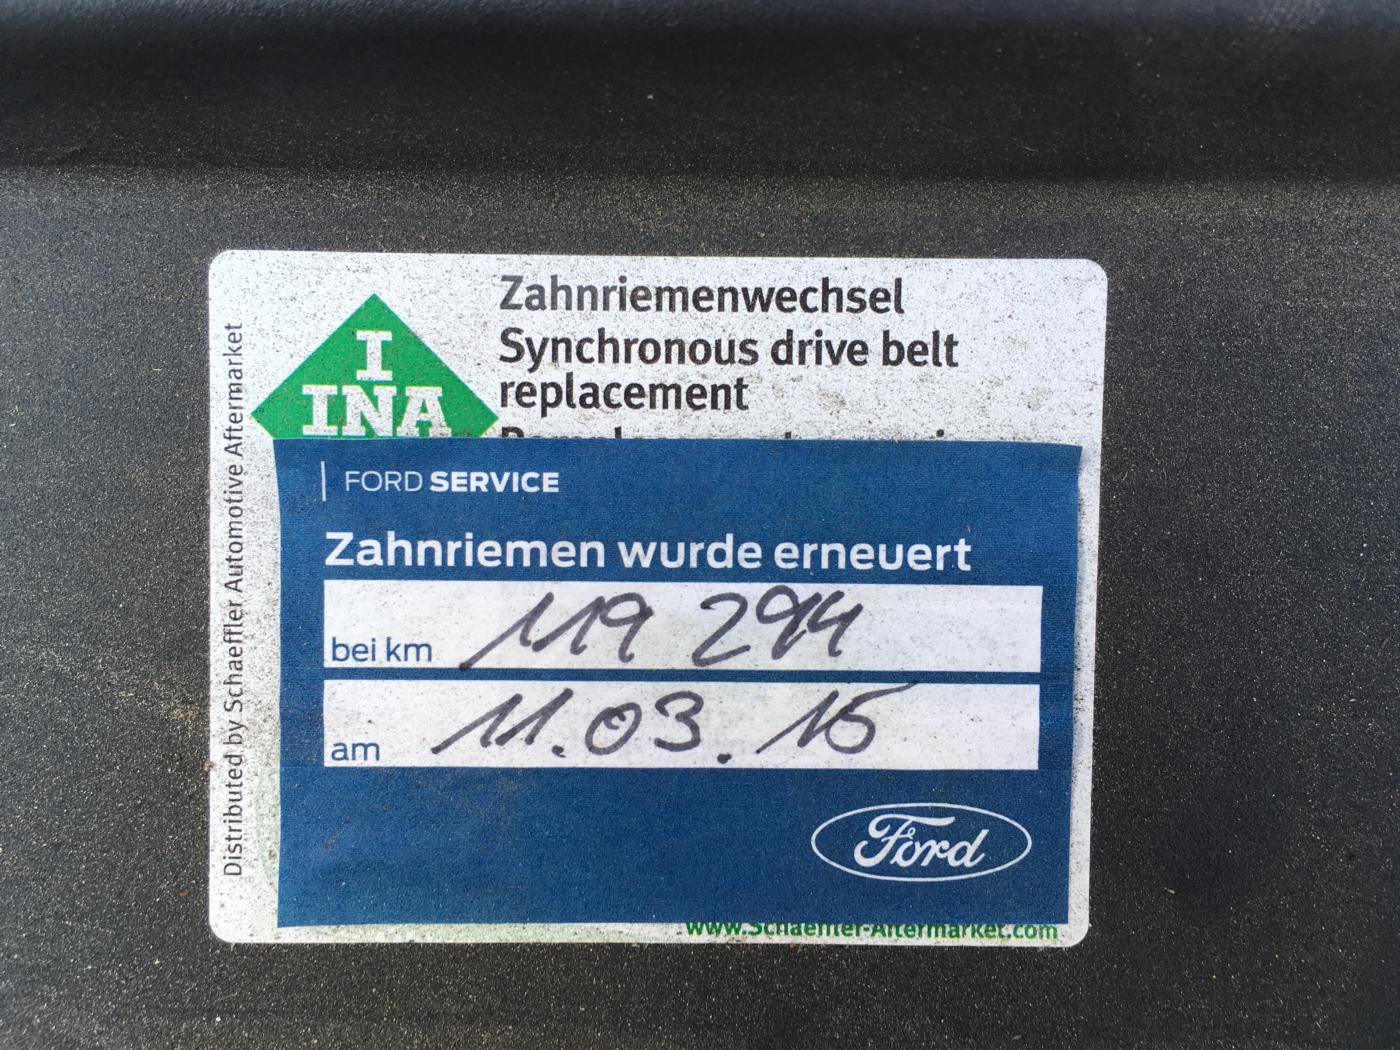 Zahnriemenwechsel
Synchronous drive belt
replacement
I
INA
Distributed by Schaeffler Automotive Aftermarket
FORD SERVICE
Zahnriemen wurde erneuert
bei km 119 294
am 11.03.15
Ford
www.Schaeffler-Aftermarket.com